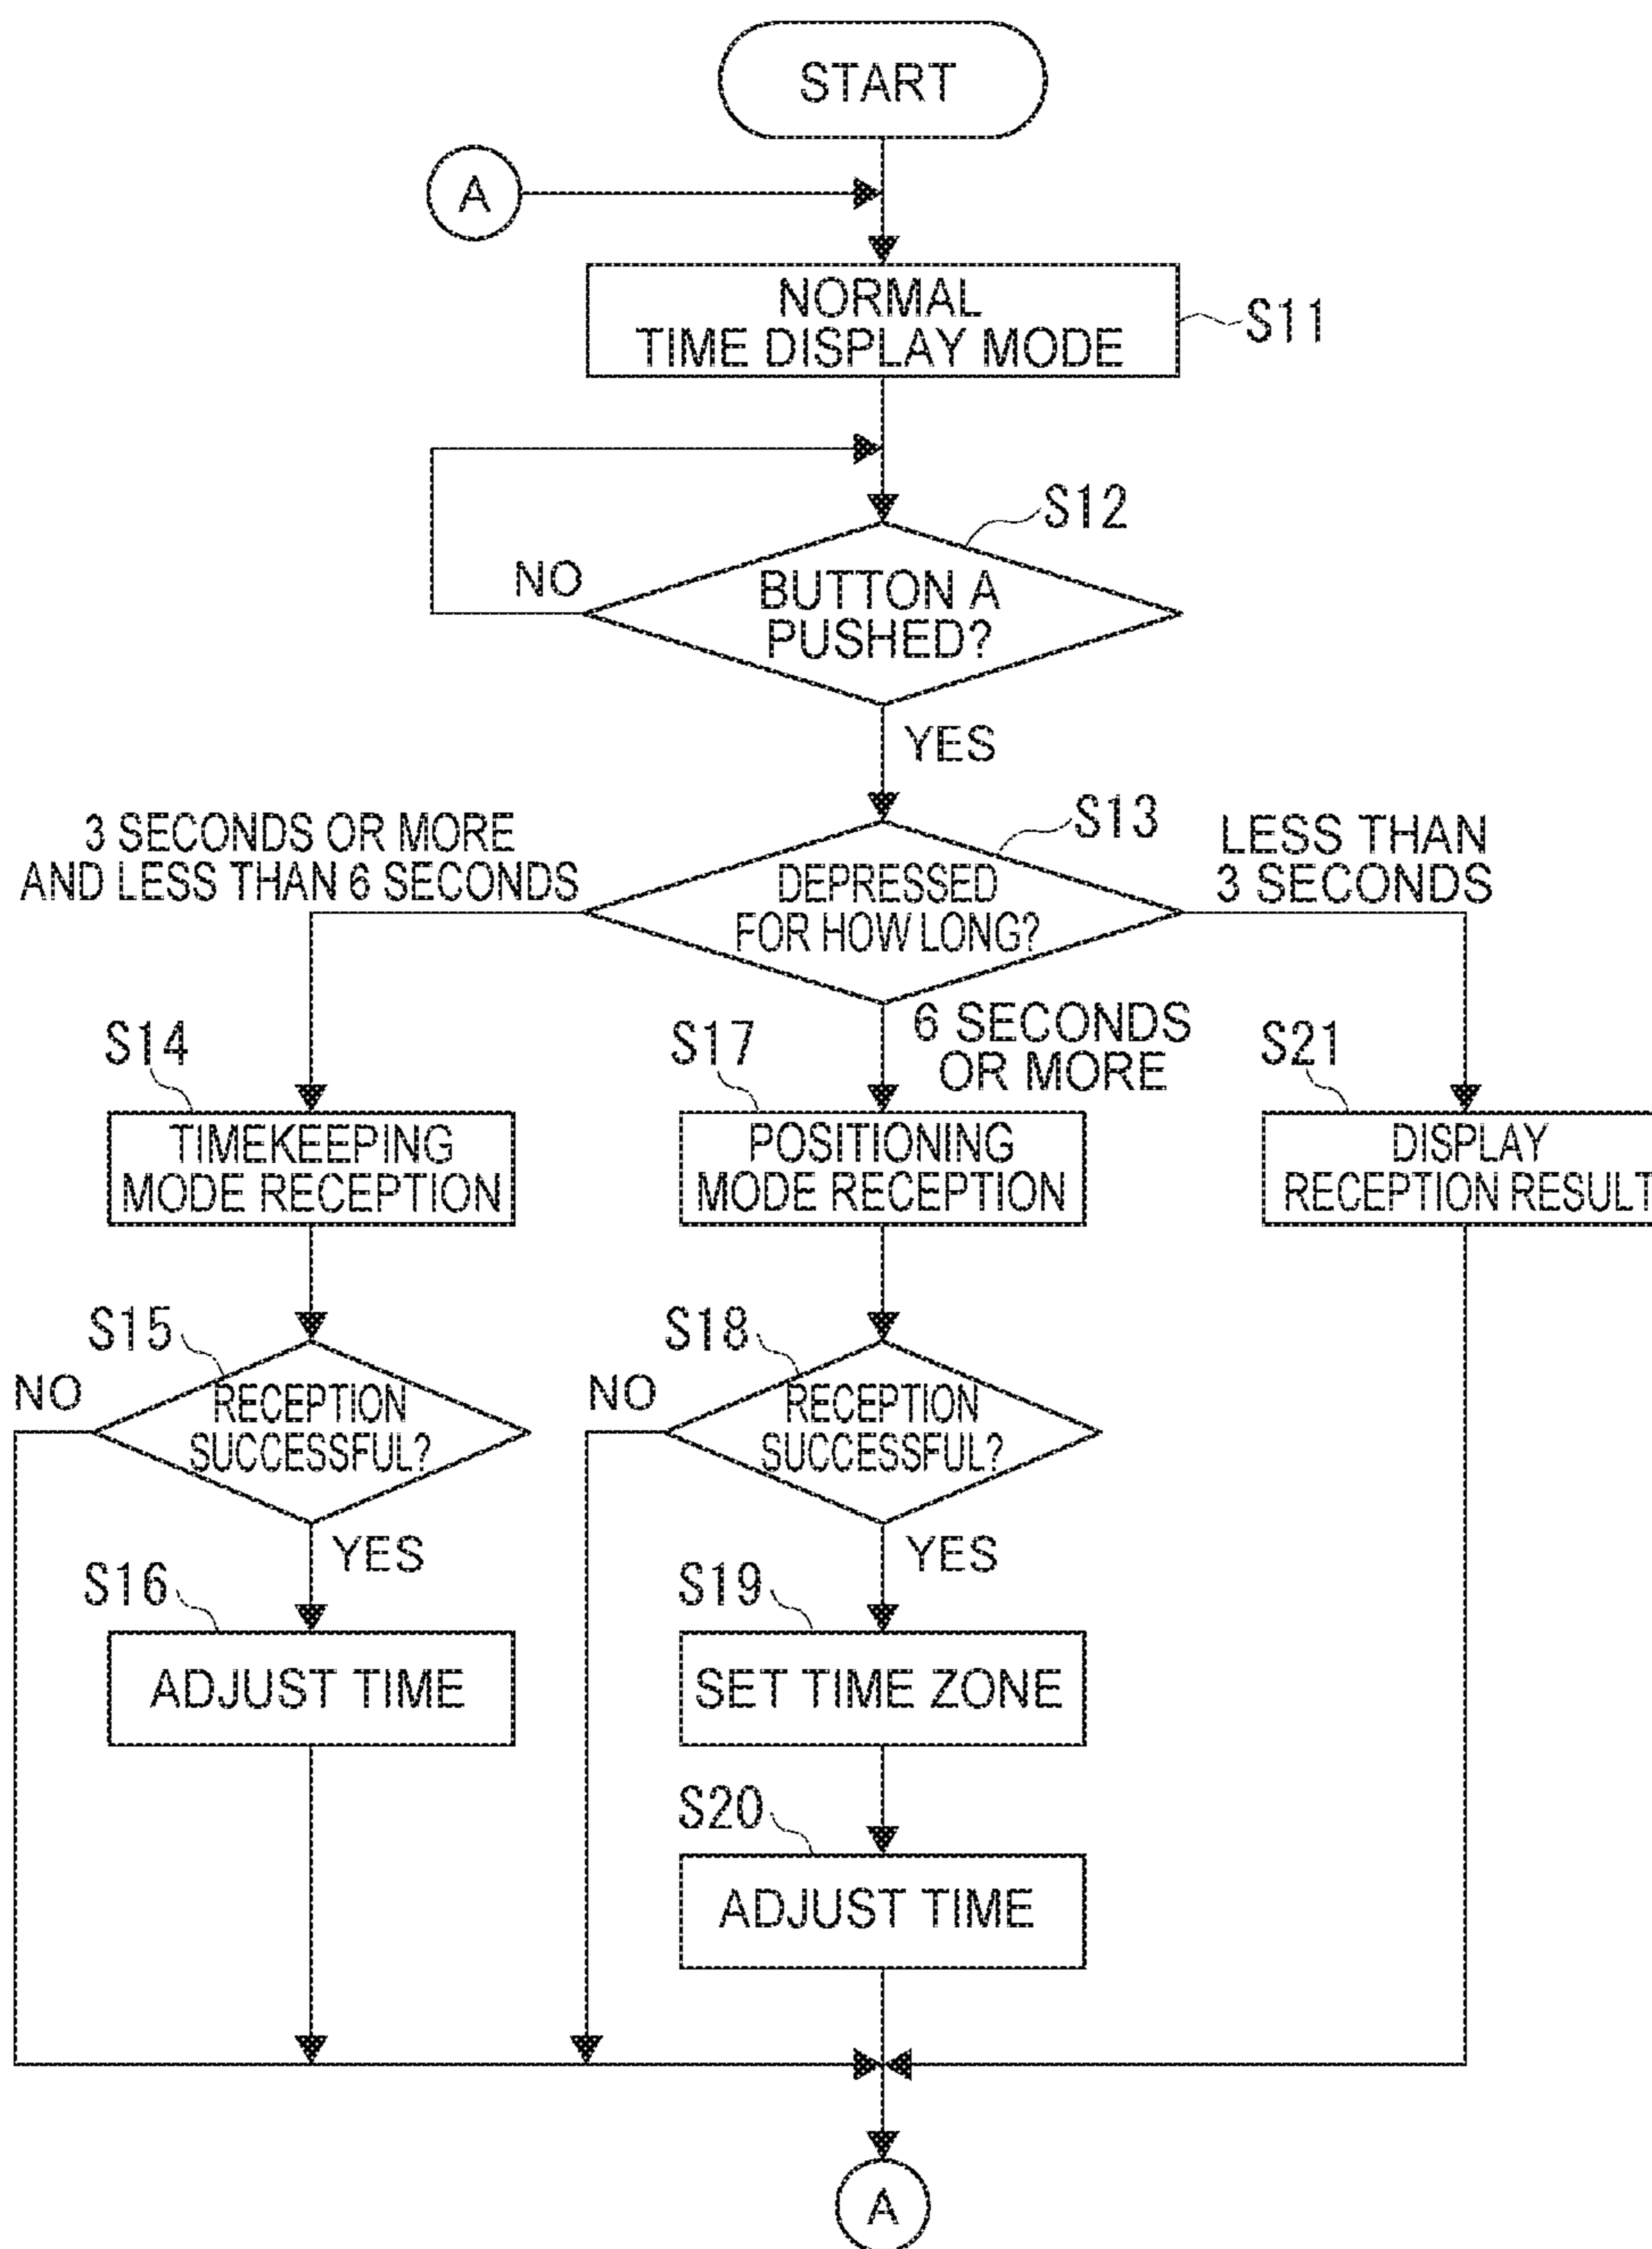 START
A
NORMAL
TIME DISPLAY MODE
S11
S12
NO
BUTTON A
PUSHED?
YES
3 SECONDS OR MORE
AND LESS THAN 6 SECONDS
S13
LESS THAN
3 SECONDS
DEPRESSED
FOR HOW LONG?
6 SECONDS
OR MORE
S14
S17
S21
TIMEKEEPING
MODE RECEPTION
POSITIONING
MODE RECEPTION
DISPLAY
RECEPTION RESULT
S15
S18
NO
RECEPTION
SUCCESSFUL?
NO
RECEPTION
SUCCESSFUL?
YES
YES
S16
S19
ADJUST TIME
SET TIME ZONE
S20
ADJUST TIME
A